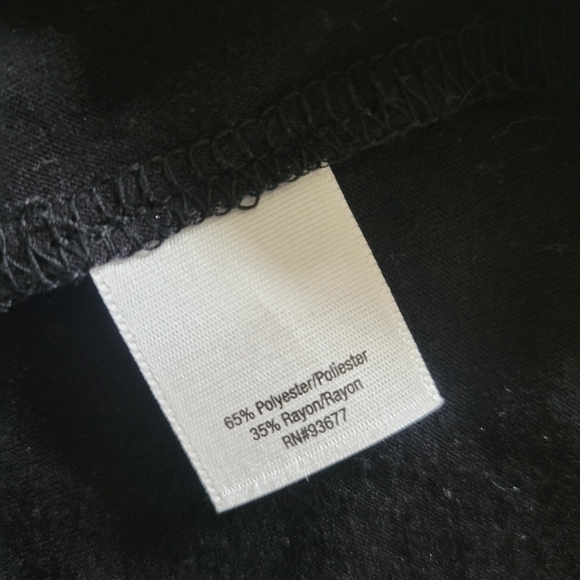 65% Polyester/Poliester
35% Rayon/Rayon
RN#93677